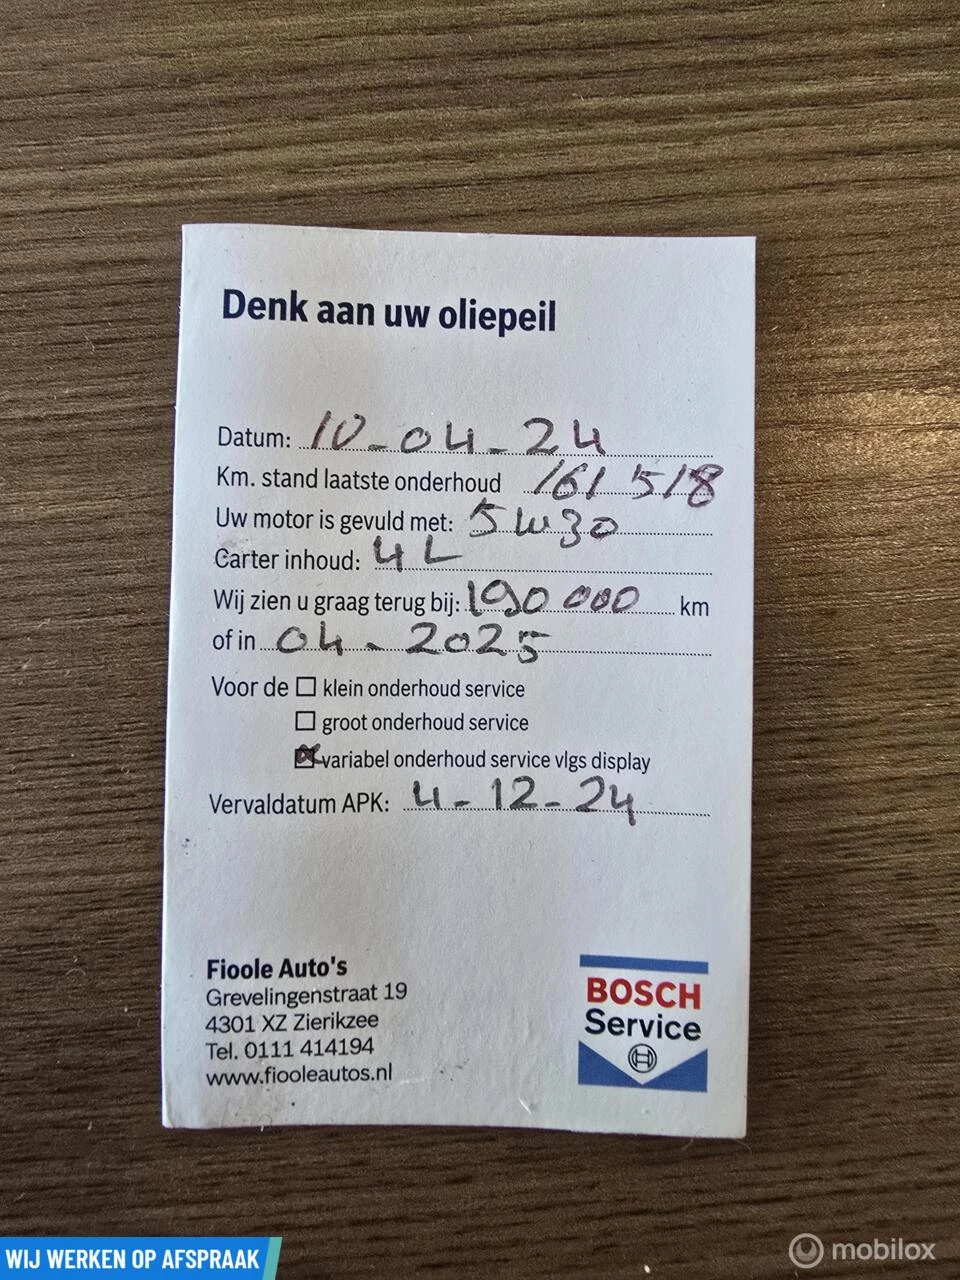 Denk aan uw oliepeil
Datum: 10-04-24
Km. stand laatste onderhoud 161 518
Uw motor is gevuld met: 5w30
Carter inhoud: 4L
Wij zien u graag terug bij: 190 000 km
of in 04-2025
Voor de klein onderhoud service
groot onderhoud service
variabel onderhoud service vlgs display
Vervaldatum APK: 4-12-24
Fioole Auto's
Grevelingenstraat 19
4301 XZ Zierikzee
Tel. 0111 414194
www.fiooleautos.nl
BOSCH
Service
WIJ WERKEN OP AFSPRAAK
mobilox